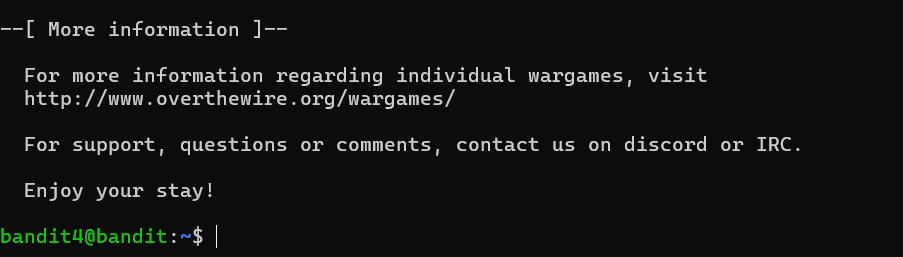 --[ More information ]--
For more information regarding individual wargames, visit
http://www.overthewire.org/wargames/
For support, questions or comments, contact us on discord or IRC.
Enjoy your stay!
bandit4@bandit:~$